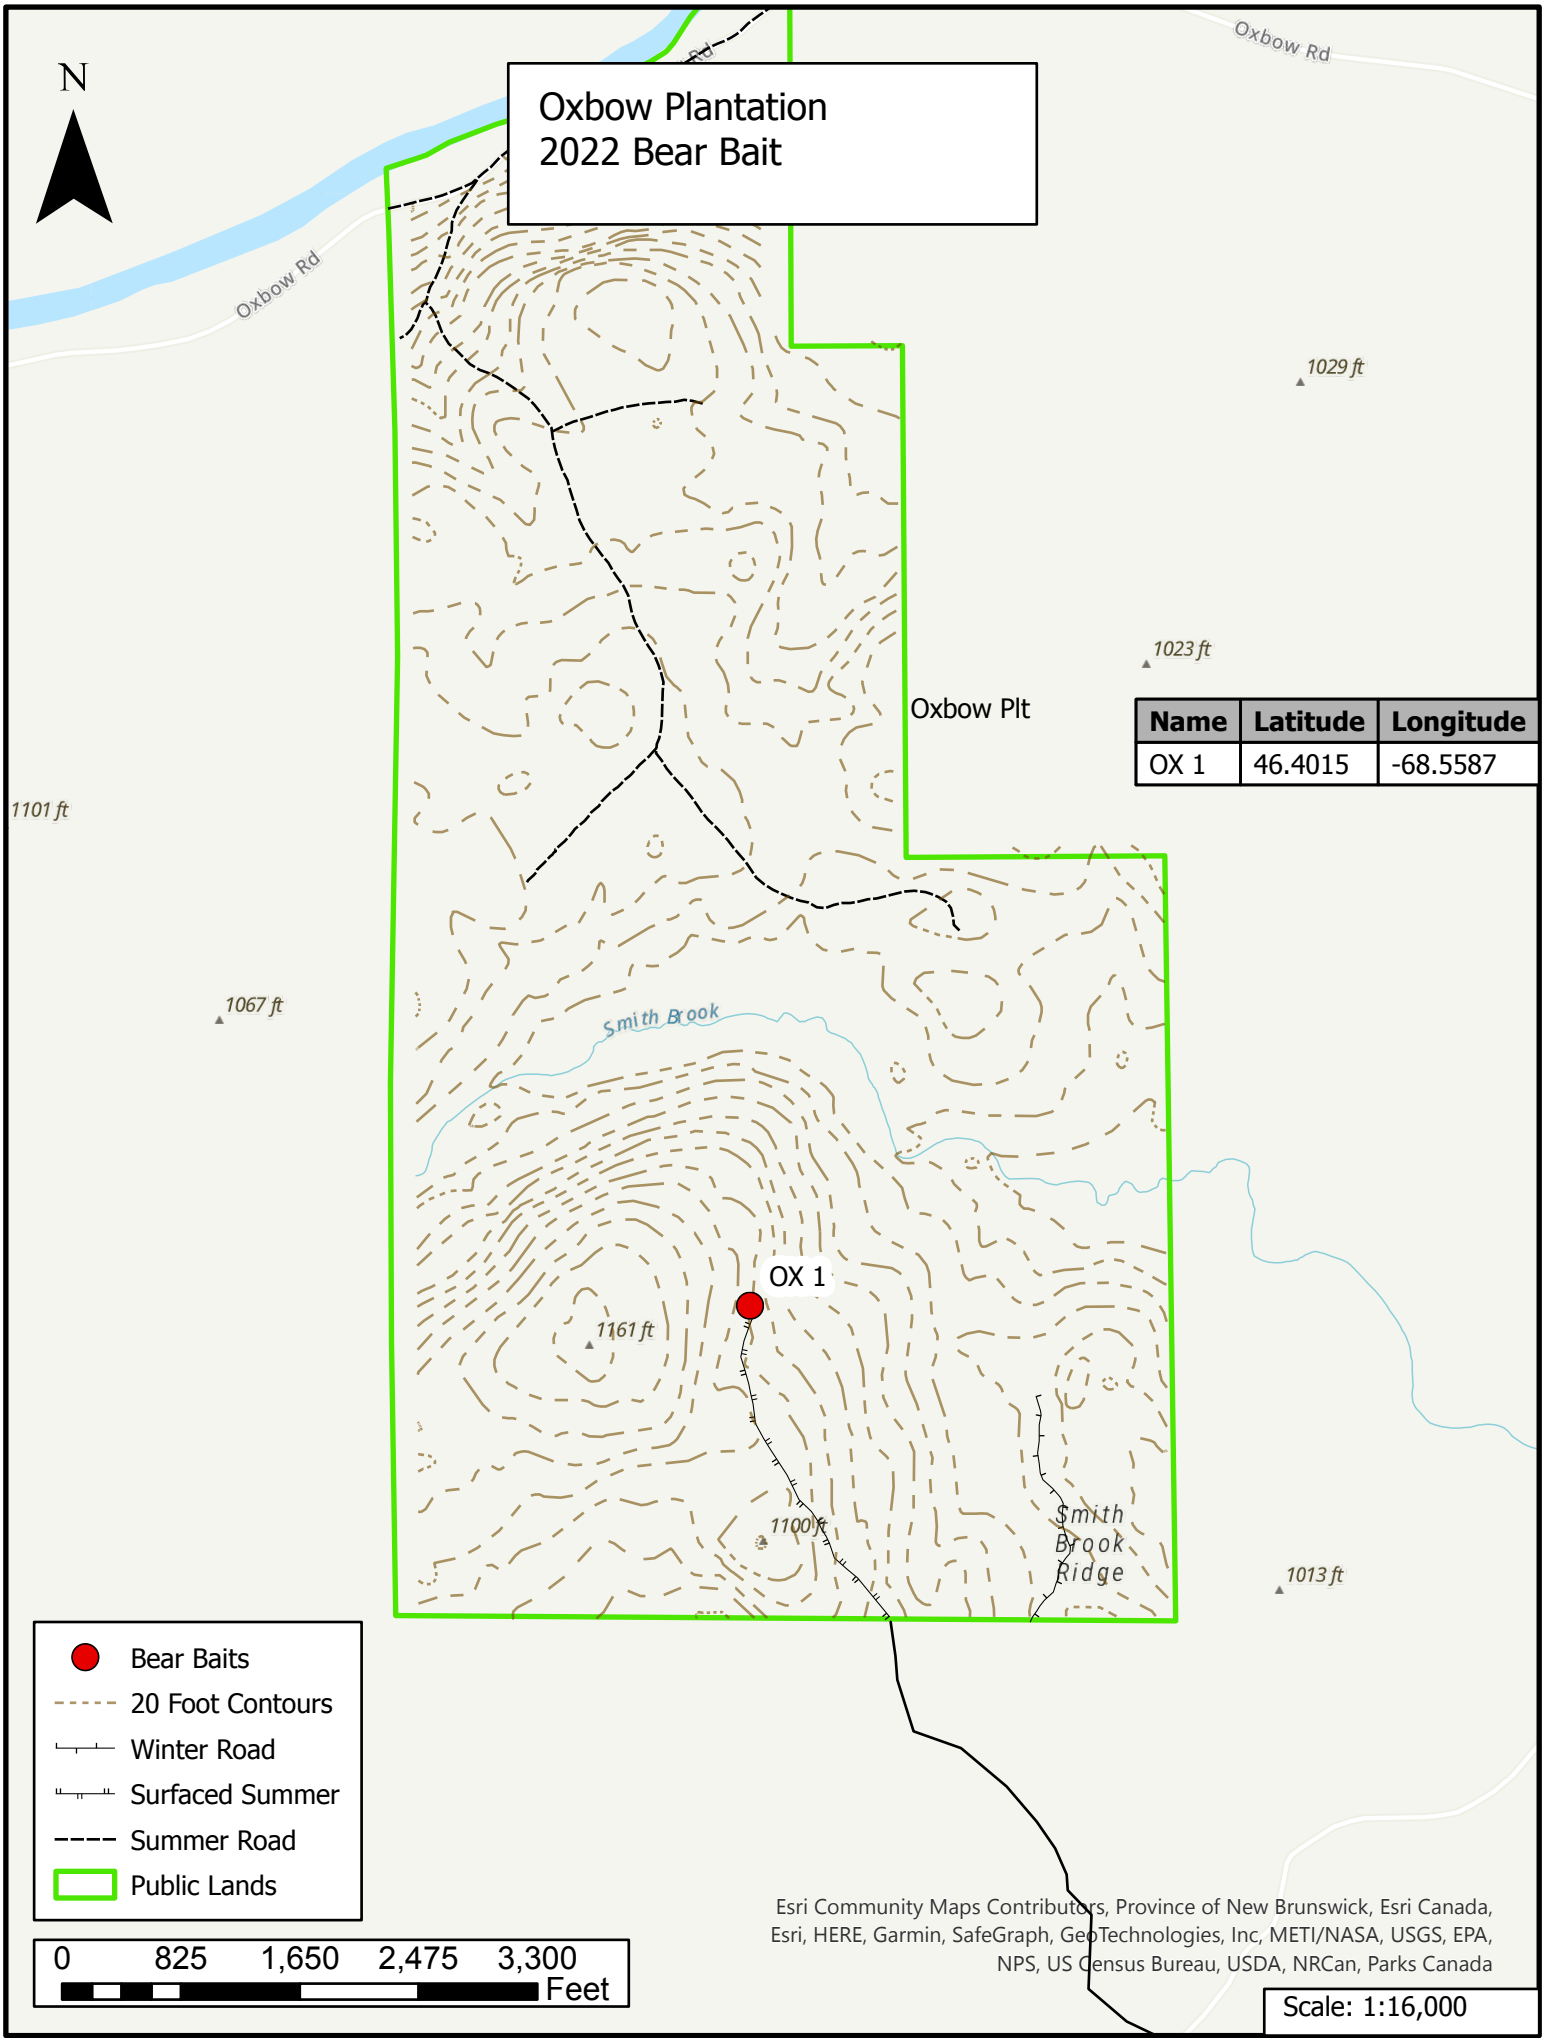 Oxbow Rd
Rd
N
Oxbow Plantation
2022 Bear Bait
Oxbow Rd
1029 ft
1023 ft
Oxbow Plt
Name Latitude Longitude
OX 1 46.4015 -68.5587
1101 ft
1067 ft
Smith Brook
OX 1
1161 ft
Smith
Brook
Ridge
1100 ft
1013 ft
Bear Baits
20 Foot Contours
Winter Road
Surfaced Summer
Summer Road
Public Lands
Esri Community Maps Contributors, Province of New Brunswick, Esri Canada,
Esri, HERE, Garmin, SafeGraph, GeoTechnologies, Inc, METI/NASA, USGS, EPA,
NPS, US Census Bureau, USDA, NRCan, Parks Canada
0 825 1,650 2,475 3,300
Feet
Scale: 1:16,000